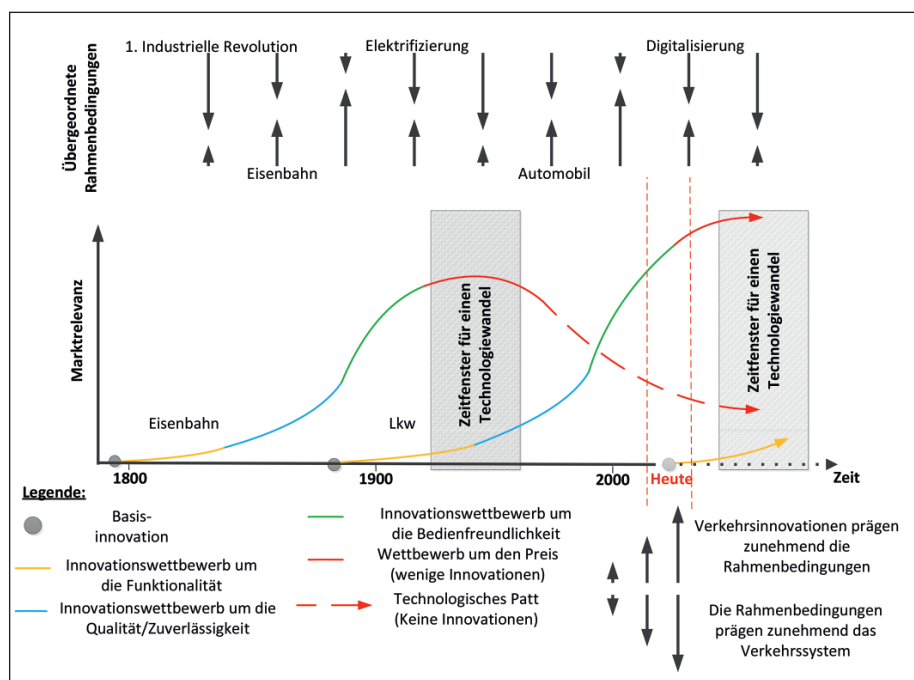 Übergeordnete
Rahmenbedingungen
1. Industrielle Revolution
Elektrifizierung
Digitalisierung
Eisenbahn
Automobil
Marktrelevanz
Eisenbahn
Lkw
Zeitfenster für einen
Technologiewandel
Zeitfenster für einen
Technologiewandel
1800
1900
2000
Heute
Zeit
Legende:
Basis-
innovation
Innovationswettbewerb um
die Funktionalität
Innovationswettbewerb um die
Qualität/Zuverlässigkeit
Innovationswettbewerb um
die Bedienfreundlichkeit
Wettbewerb um den Preis
(wenige Innovationen)
Technologisches Patt
(Keine Innovationen)
Verkehrsinnovationen prägen
zunehmend die
Rahmenbedingungen
Die Rahmenbedingungen
prägen zunehmend das
Verkehrssystem